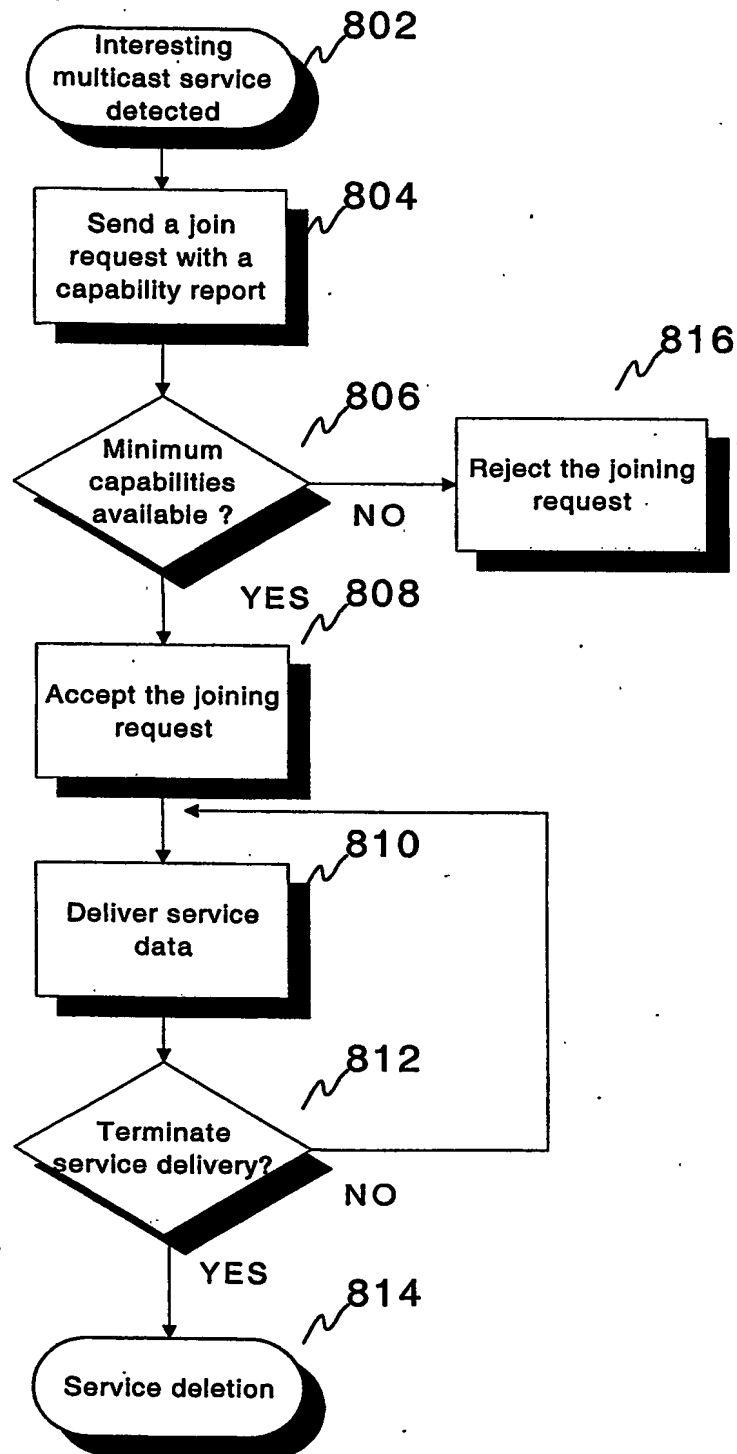 802
Interesting
multicast service
detected
804
Send a join
request with a
capability report
806
Minimum
capabilities
available ?
NO
816
Reject the joining
request
YES
808
Accept the joining
request
810
Deliver service
data
812
Terminate
service delivery?
NO
YES
814
Service deletion